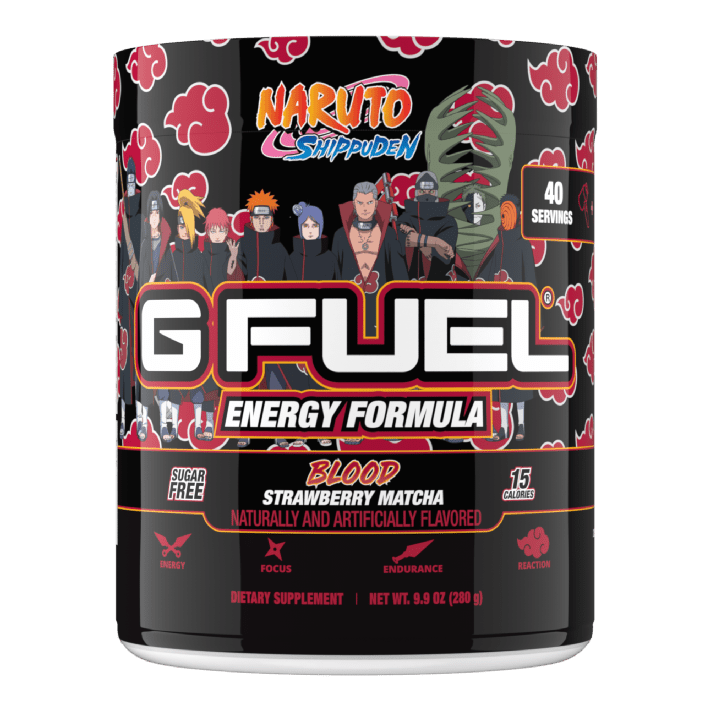 NARUTO
SHIPPUDEN
40
SERVINGS
G FUEL®
ENERGY FORMULA
SUGAR
FREE
BLOOD
STRAWBERRY MATCHA
NATURALLY AND ARTIFICIALLY FLAVORED
15
CALORIES
ENERGY
FOCUS
ENDURANCE
REACTION
DIETARY SUPPLEMENT | NET WT. 9.9 OZ (280 g)